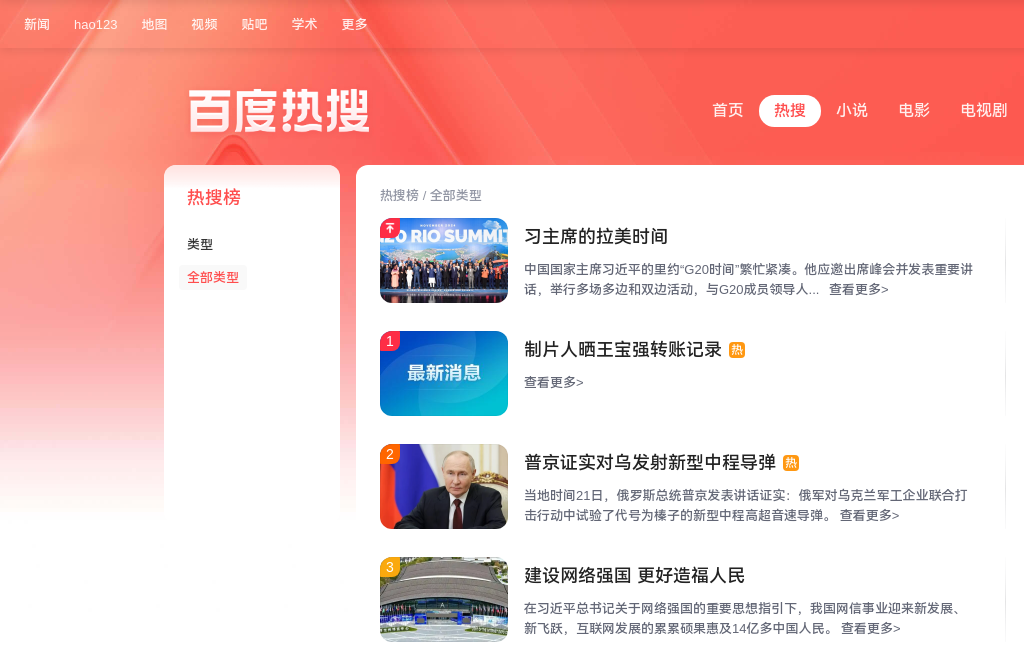 新闻 hao123 地图 视频 贴吧 学术 更多
百度热搜
首页 热搜 小说 电影 电视剧
热搜榜
类型
全部类型
热搜榜 / 全部类型
G20 RIO SUMMIT
习主席的拉美时间
中国国家主席习近平的里约“G20时间”繁忙紧凑。他应邀出席峰会并发表重要讲
话，举行多场多边和双边活动，与G20成员领导人... 查看更多>
1
最新消息
制片人晒王宝强转账记录 热
查看更多>
2
普京证实对乌发射新型中程导弹 热
当地时间21日，俄罗斯总统普京发表讲话证实：俄军对乌克兰军工企业联合打
击行动中试验了代号为榛子的新型中程高超音速导弹。 查看更多>
3
建设网络强国 更好造福人民
在习近平总书记关于网络强国的重要思想指引下，我国网信事业迎来新发展、
新飞跃，互联网发展的累累硕果惠及14亿多中国人民。 查看更多>